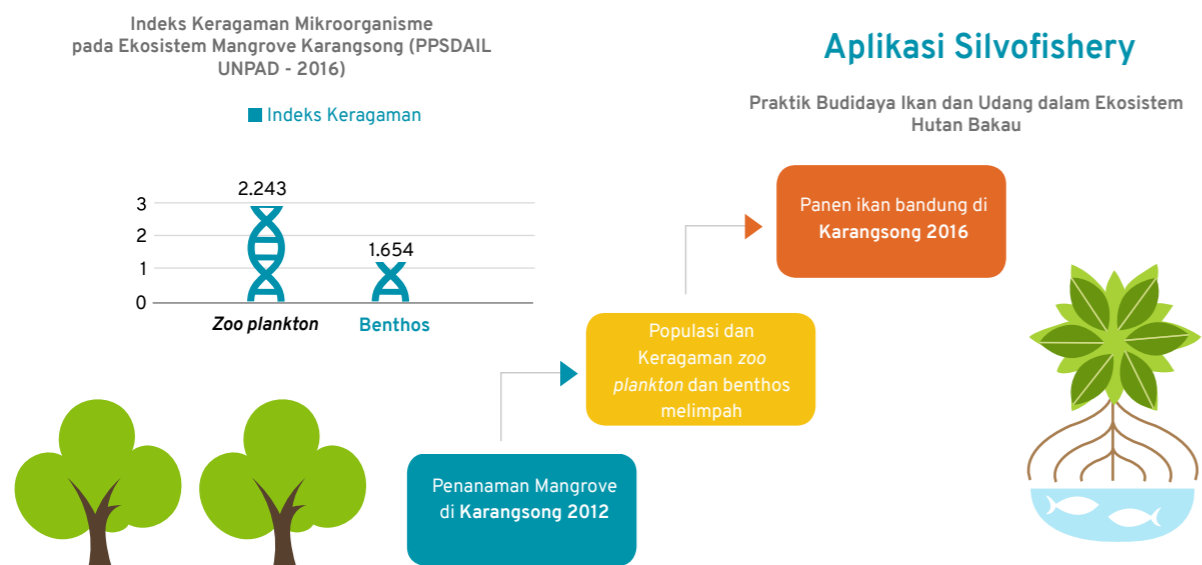 Indeks Keragaman Mikroorganisme
pada Ekosistem Mangrove Karangsong (PPSDAIL
UNPAD - 2016)
Indeks Keragaman
3
2
1
0
2.243
1.654
Zoo plankton
Benthos
Aplikasi Silvofishery
Praktik Budidaya Ikan dan Udang dalam Ekosistem
Hutan Bakau
Panen ikan bandung di
Karangsong 2016
Populasi dan
Keragaman zoo
plankton dan benthos
melimpah
Penanaman Mangrove
di Karangsong 2012